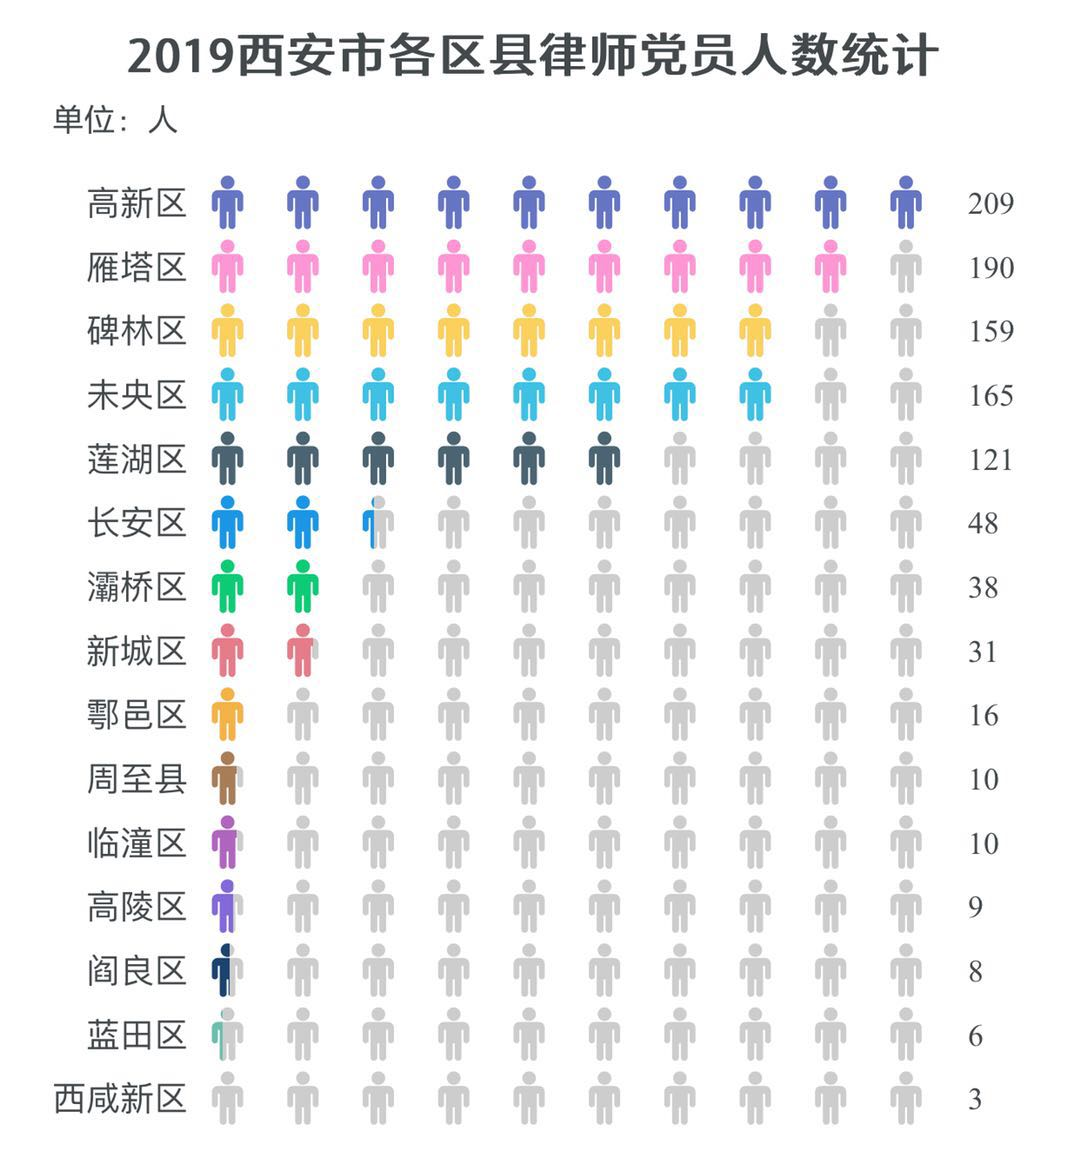 2019西安市各区县律师党员人数统计
单位：人
高新区 209
雁塔区 190
碑林区 159
未央区 165
莲湖区 121
长安区 48
灞桥区 38
新城区 31
鄠邑区 16
周至县 10
临潼区 10
高陵区 9
阎良区 8
蓝田区 6
西咸新区 3